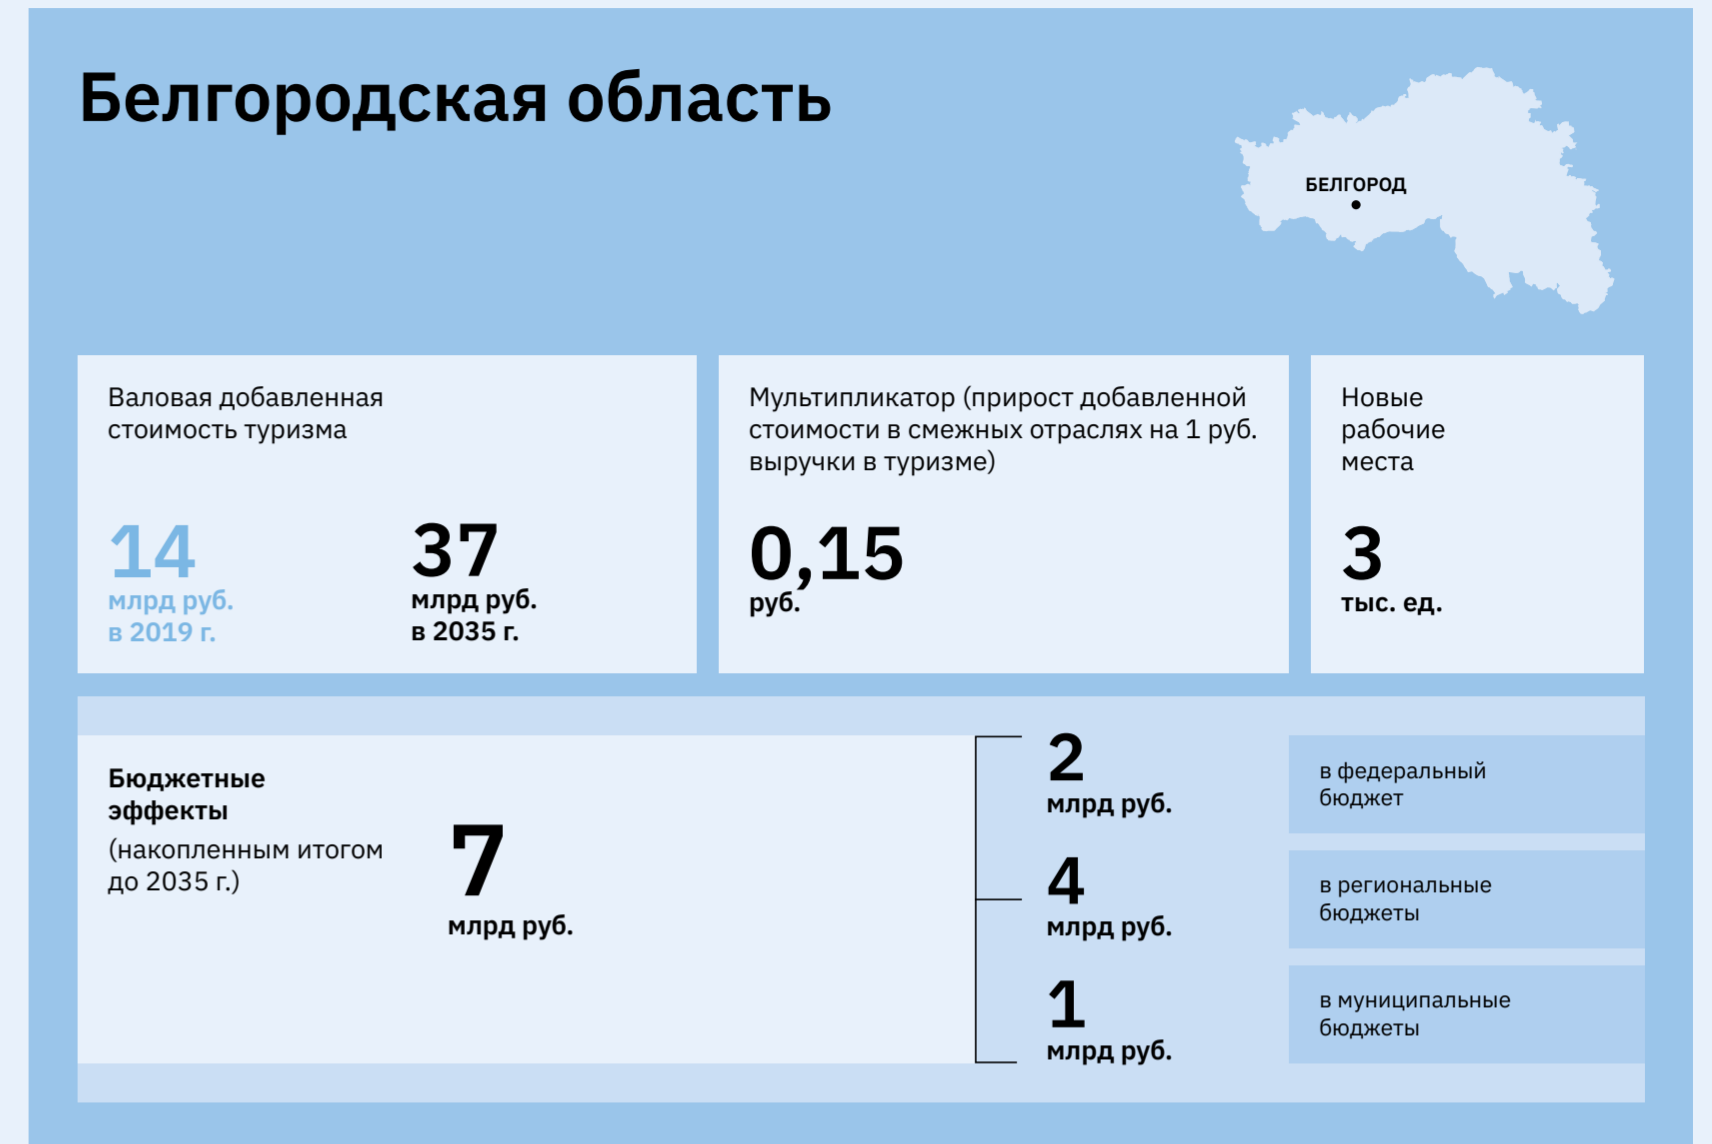 Белгородская область
БЕЛГОРОД
Валовая добавленная
стоимость туризма
14
млрд руб.
в 2019 г.
37
млрд руб.
в 2035 г.
Мультипликатор (прирост добавленной
стоимости в смежных отраслях на 1 руб.
выручки в туризме)
0,15
руб.
Новые
рабочие
места
3
тыс. ед.
Бюджетные
эффекты
(накопленным итогом
до 2035 г.)
7
млрд руб.
2
млрд руб.
в федеральный
бюджет
4
млрд руб.
в региональные
бюджеты
1
млрд руб.
в муниципальные
бюджеты